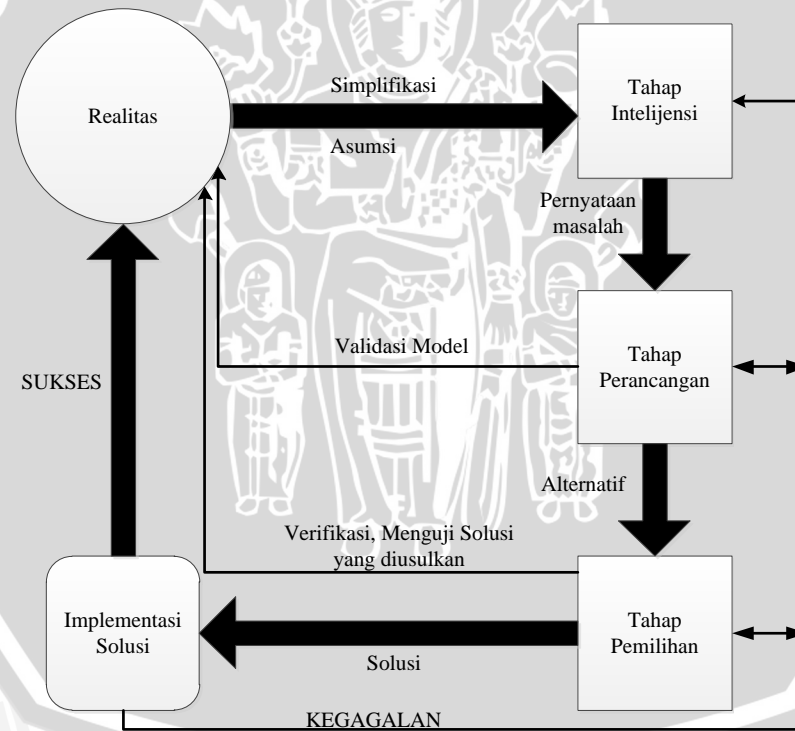 Simplifikasi
Realitas
Asumsi
Tahap
Intelijensi
Pernyataan
masalah
Validasi Model
Tahap
Perancangan
SUKSES
Alternatif
Verifikasi, Menguji Solusi
yang diusulkan
Implementasi
Solusi
Solusi
Tahap
Pemilihan
KEGAGALAN